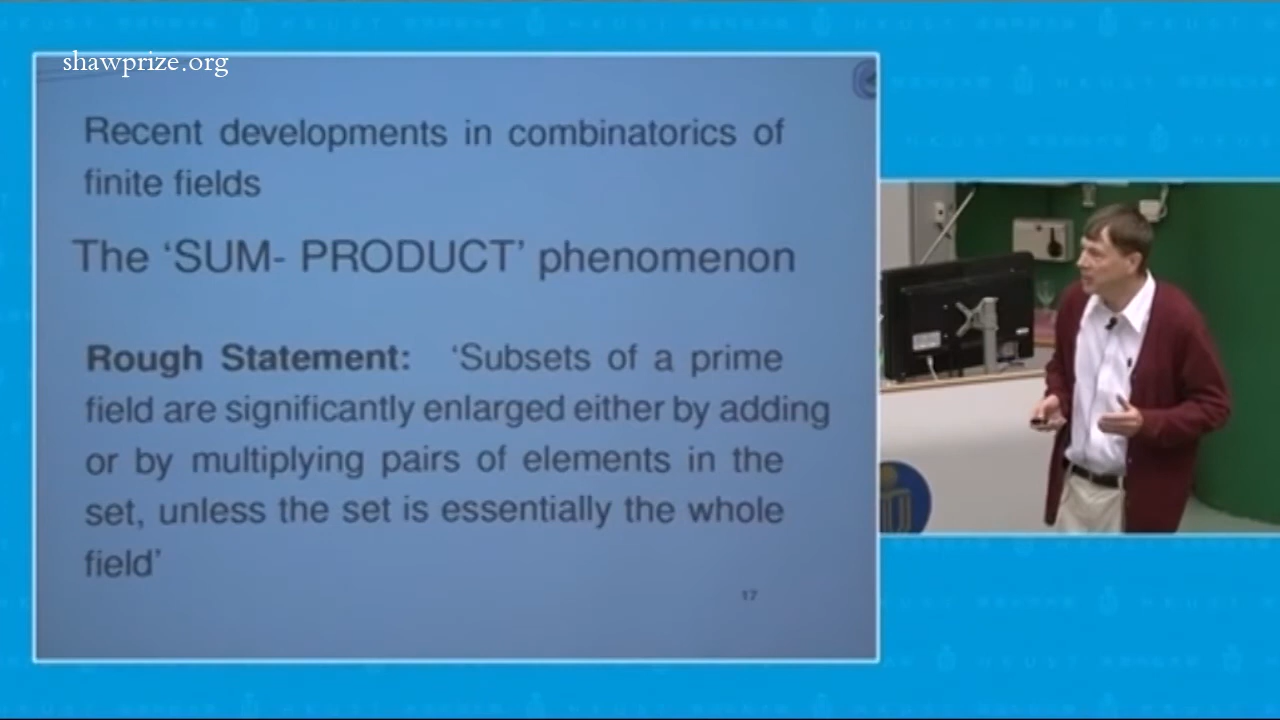 shawprize.org
Recent developments in combinatorics of
finite fields
The ‘SUM- PRODUCT’ phenomenon
Rough Statement: ‘Subsets of a prime
field are significantly enlarged either by adding
or by multiplying pairs of elements in the
set, unless the set is essentially the whole
field’
17